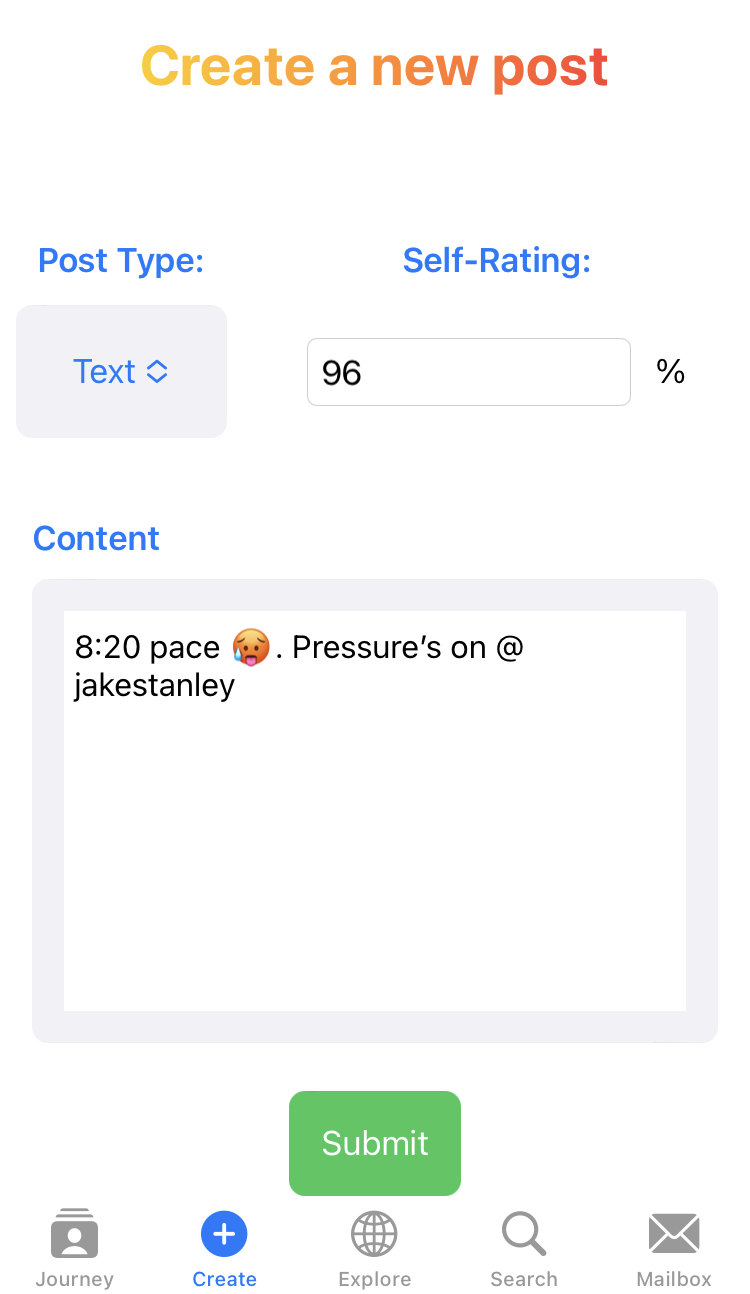 Create a new post
Post Type:
Self-Rating:
Text
96
%
Content
8:20 pace 🥵. Pressure’s on @
jakestanley
Submit
Journey
Create
Explore
Search
Mailbox